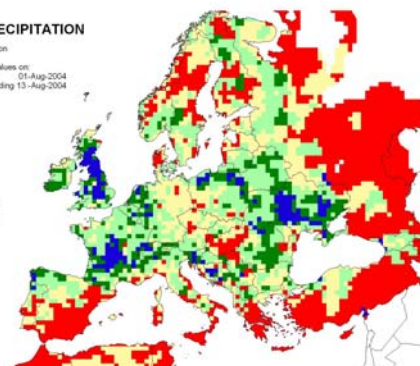 ECIPITATION
on
alues on:
01-Aug-2004
ding 13-Aug-2004